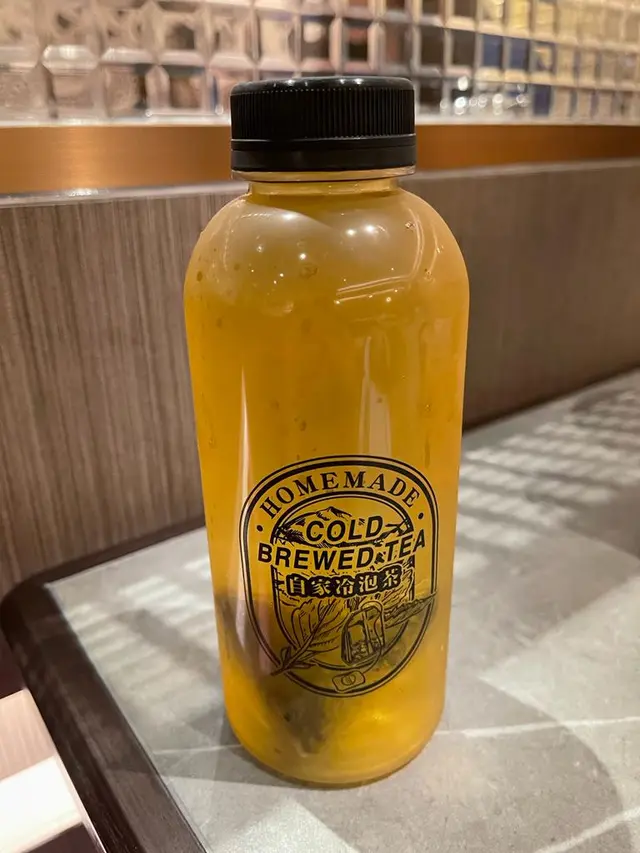 • HOMEMADE •
COLD
BREWED TEA
自家冷泡茶